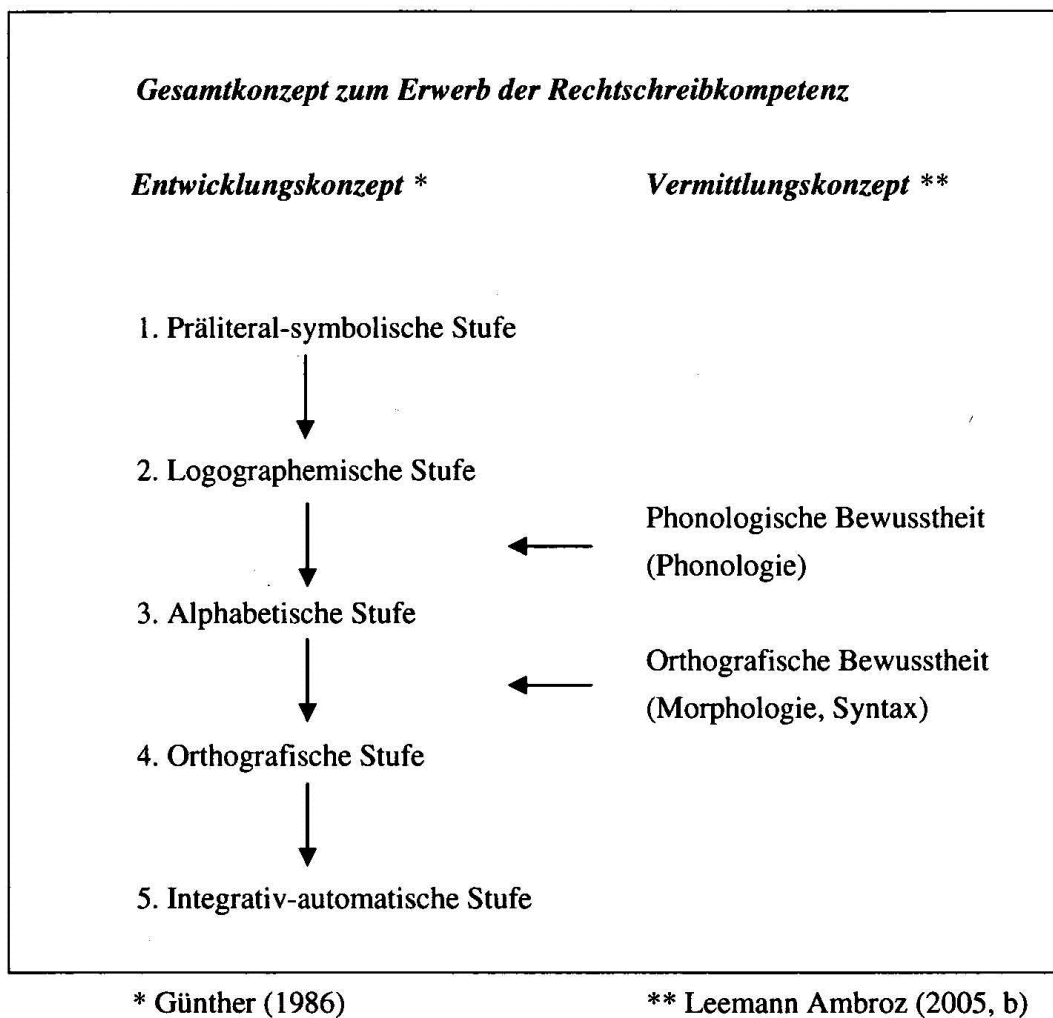 Gesamtkonzept zum Erwerb der Rechtschreibkompetenz
Entwicklungskonzept * Vermittlungskonzept **
1. Präliteral-symbolische Stufe
2. Logographemische Stufe
Phonologische Bewusstheit
(Phonologie)
3. Alphabetische Stufe
Orthografische Bewusstheit
(Morphologie, Syntax)
4. Orthografische Stufe
5. Integrativ-automatische Stufe
* Günther (1986) ** Leemann Ambroz (2005, b)